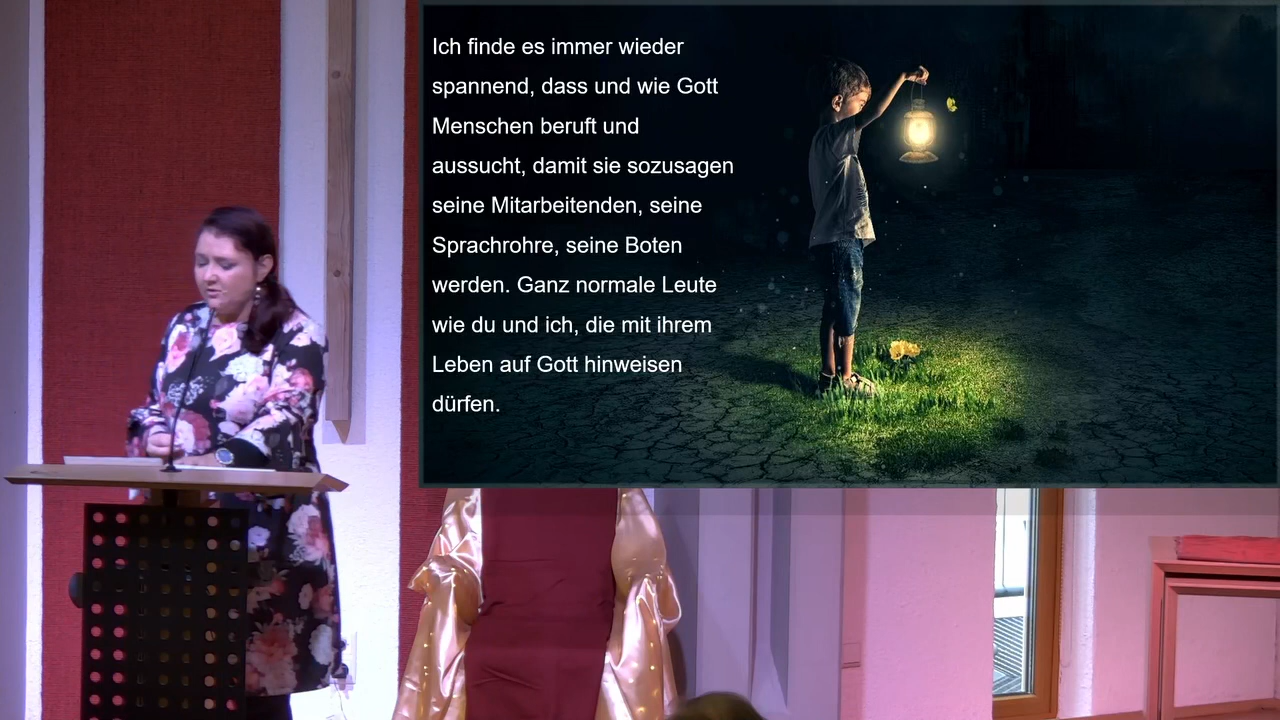 Ich finde es immer wieder
spannend, dass und wie Gott
Menschen beruft und
aussucht, damit sie sozusagen
seine Mitarbeitenden, seine
Sprachrohre, seine Boten
werden. Ganz normale Leute
wie du und ich, die mit ihrem
Leben auf Gott hinweisen
dürfen.